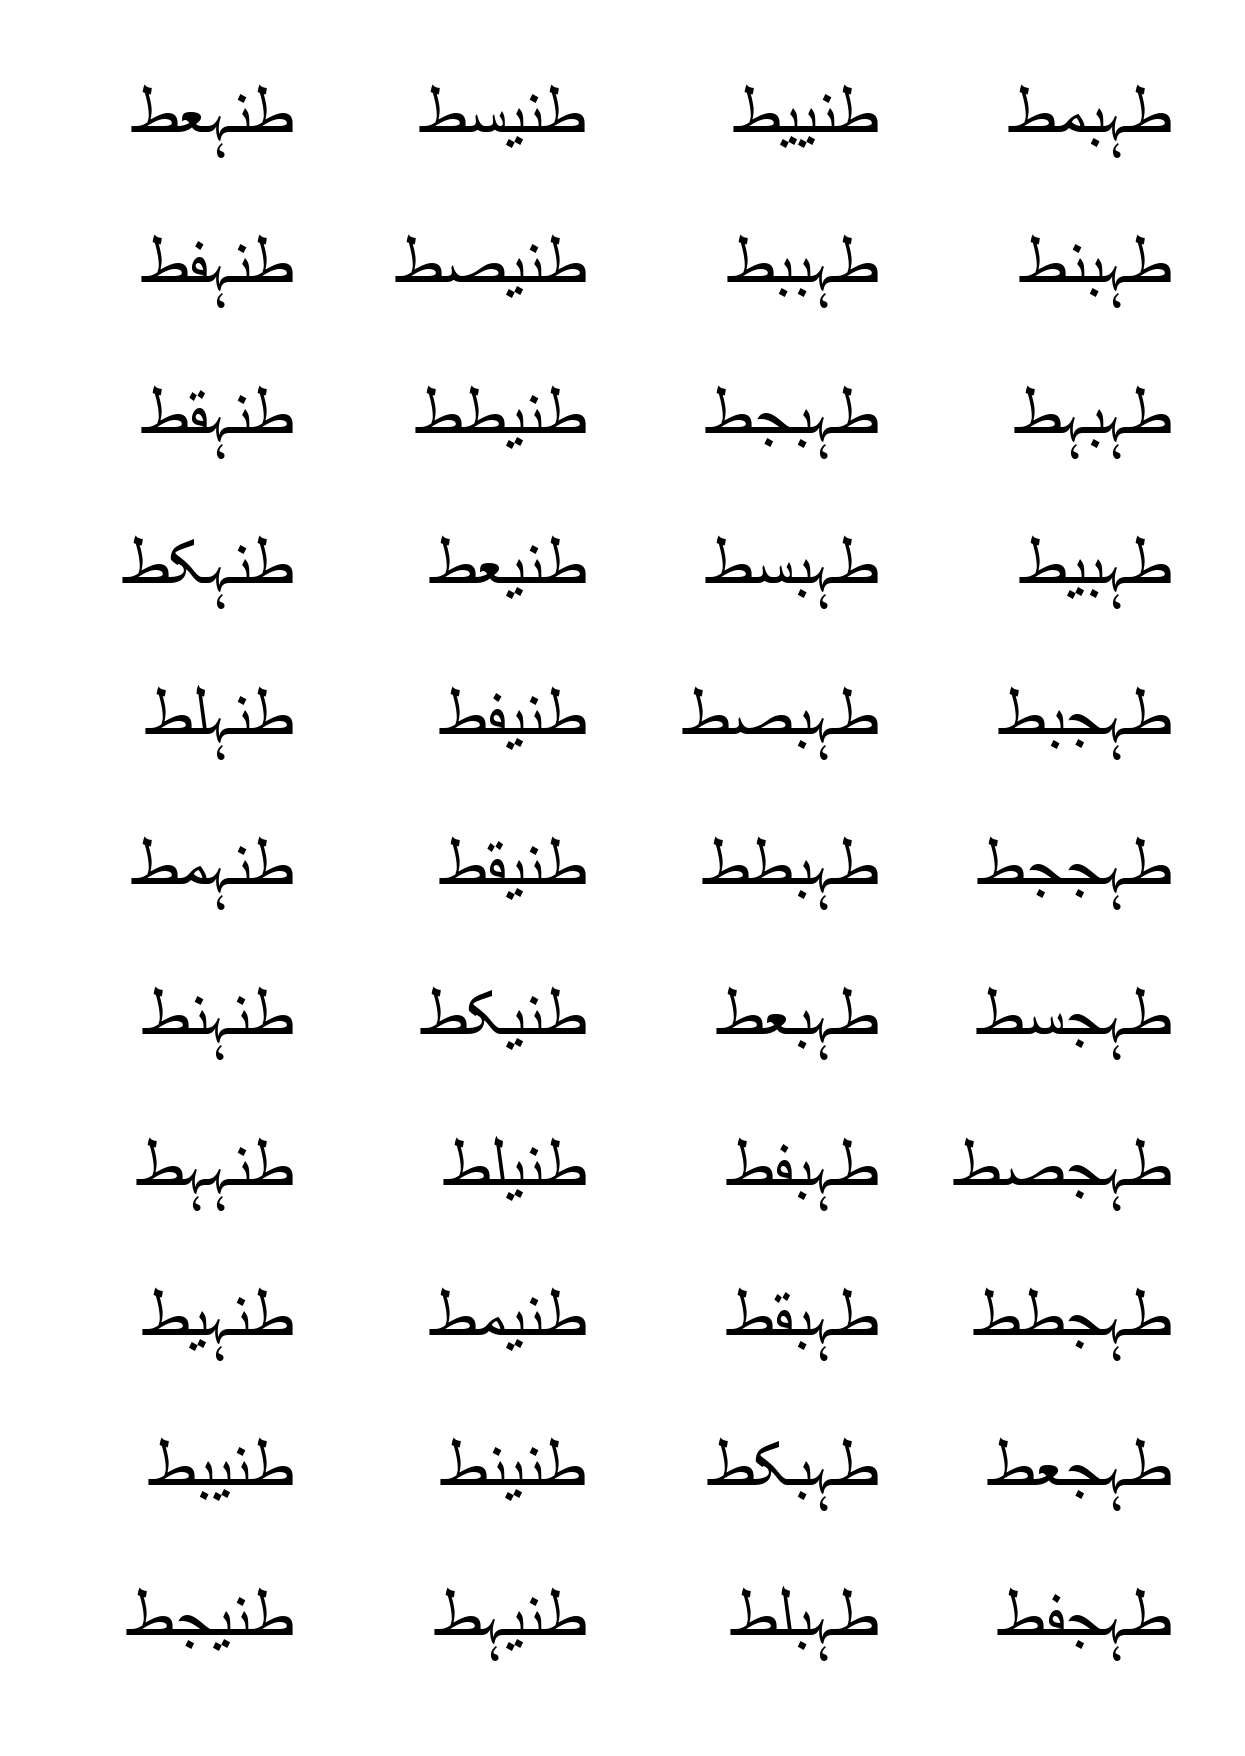 طہبمط طنییط طنیسط طنہعط
طہبنط طہببط طنیصط طنہفط
طہبہط طہبجط طنیطط طنہقط
طہبیط طہبسط طنیعط طنہکط
طہجبط طہبصط طنیفط طنہلط
طہججط طہبطط طنیقط طنہمط
طہجسط طہبعط طنیکط طنہنط
طہجصط طہبفط طنیلط طنہہط
طہجطط طہبقط طنیمط طنہیط
طہجعط طہبکط طنینط طنیبط
طہجفط طہبلط طنیہط طنیجط